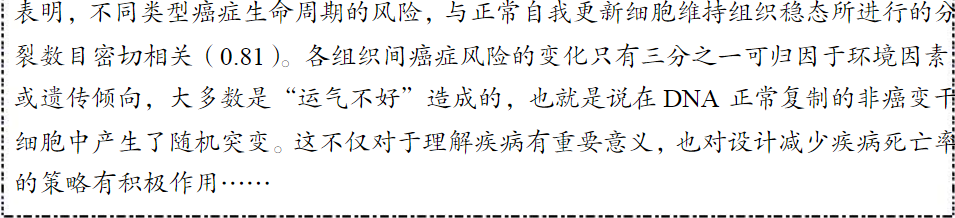 表明，不同类型癌症生命周期的风险，与正常自我更新细胞维持组织稳态所进行的分
裂数目密切相关（0.81）。各组织间癌症风险的变化只有三分之一可归因于环境因素
或遗传倾向，大多数是“运气不好”造成的，也就是说在 DNA 正常复制的非癌变干
细胞中产生了随机突变。这不仅对于理解疾病有重要意义，也对设计减少疾病死亡率
的策略有积极作用……